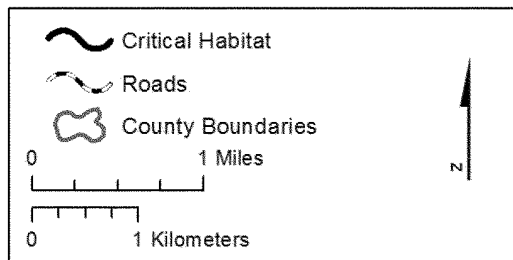 Critical Habitat
Roads
County Boundaries
0 1 Miles
0 1 Kilometers
N